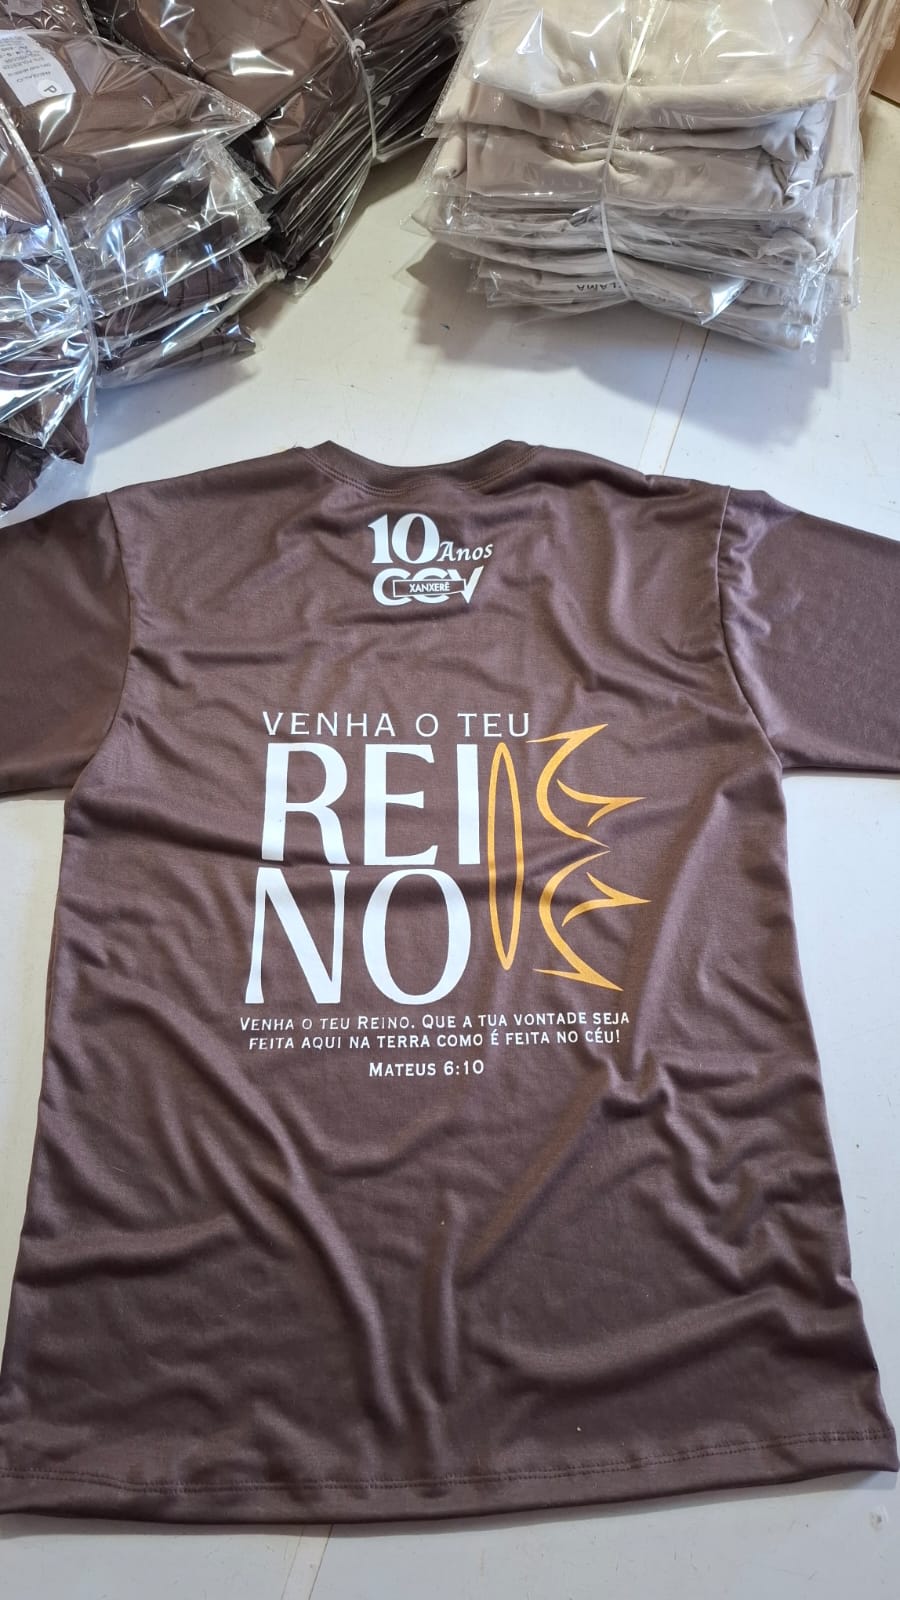 P
10 Anos
CCV
XANXERÊ
VENHA O TEU
REI
NO
VENHA O TEU REINO. QUE A TUA VONTADE SEJA
FEITA AQUI NA TERRA COMO É FEITA NO CÉU!
MATEUS 6:10